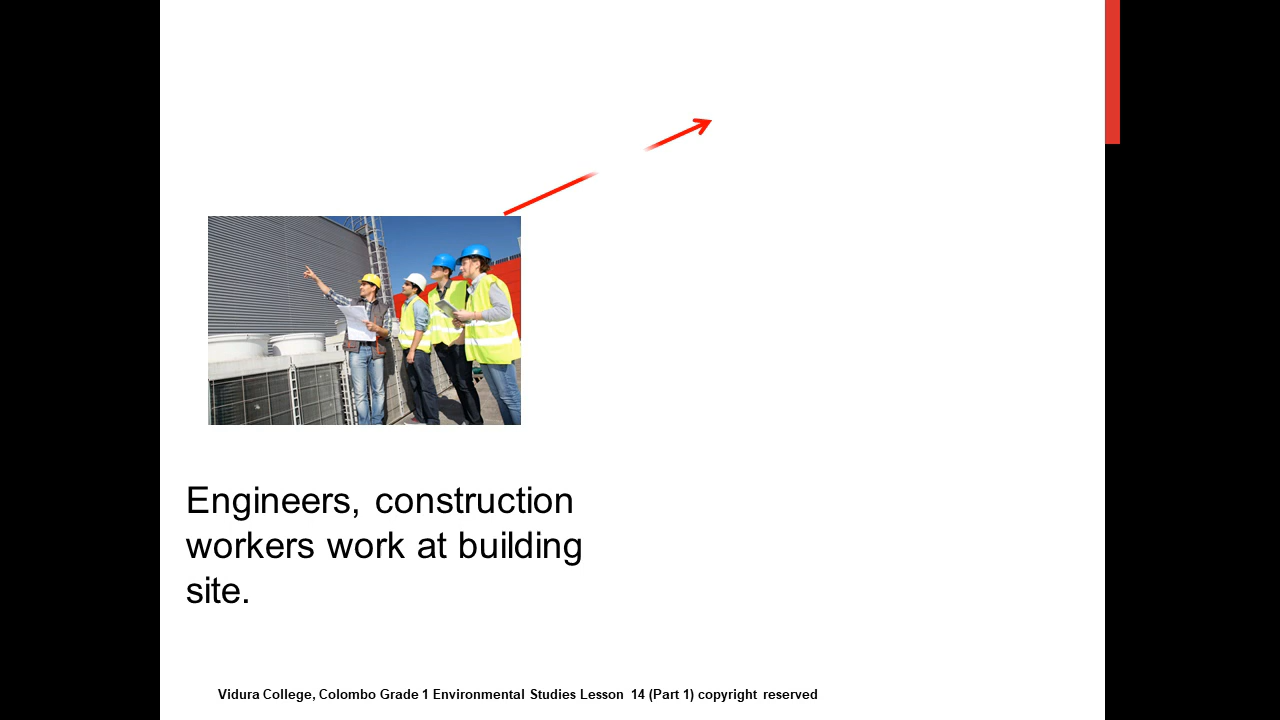 Engineers, construction
workers work at building
site.
Vidura College, Colombo Grade 1 Environmental Studies Lesson 14 (Part 1) copyright reserved